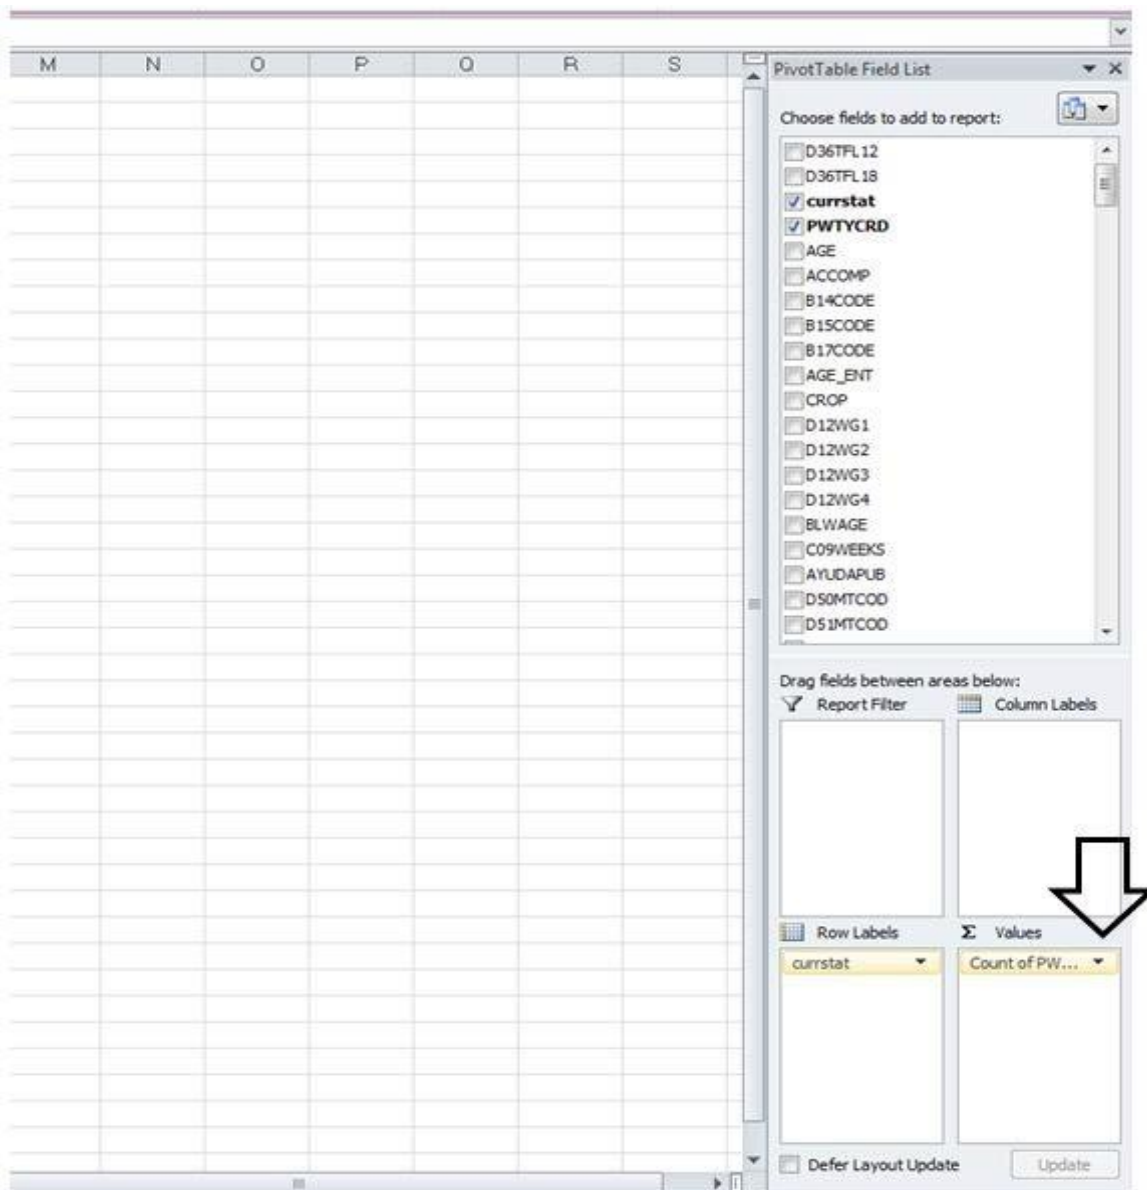 M N O P Q R S
PivotTable Field List
Choose fields to add to report:
D36TFL12
D36TFL18
currstat
PWTYCRD
AGE
ACCOMP
B14CODE
B15CODE
B17CODE
AGE_ENT
CROP
D12WG1
D12WG2
D12WG3
D12WG4
BLWAGE
C09WEEKS
AYUDAPUB
D50MTCOD
D51MTCOD
Drag fields between areas below:
Report Filter Column Labels
Row Labels Σ Values
currstat Count of PW...
Defer Layout Update Update